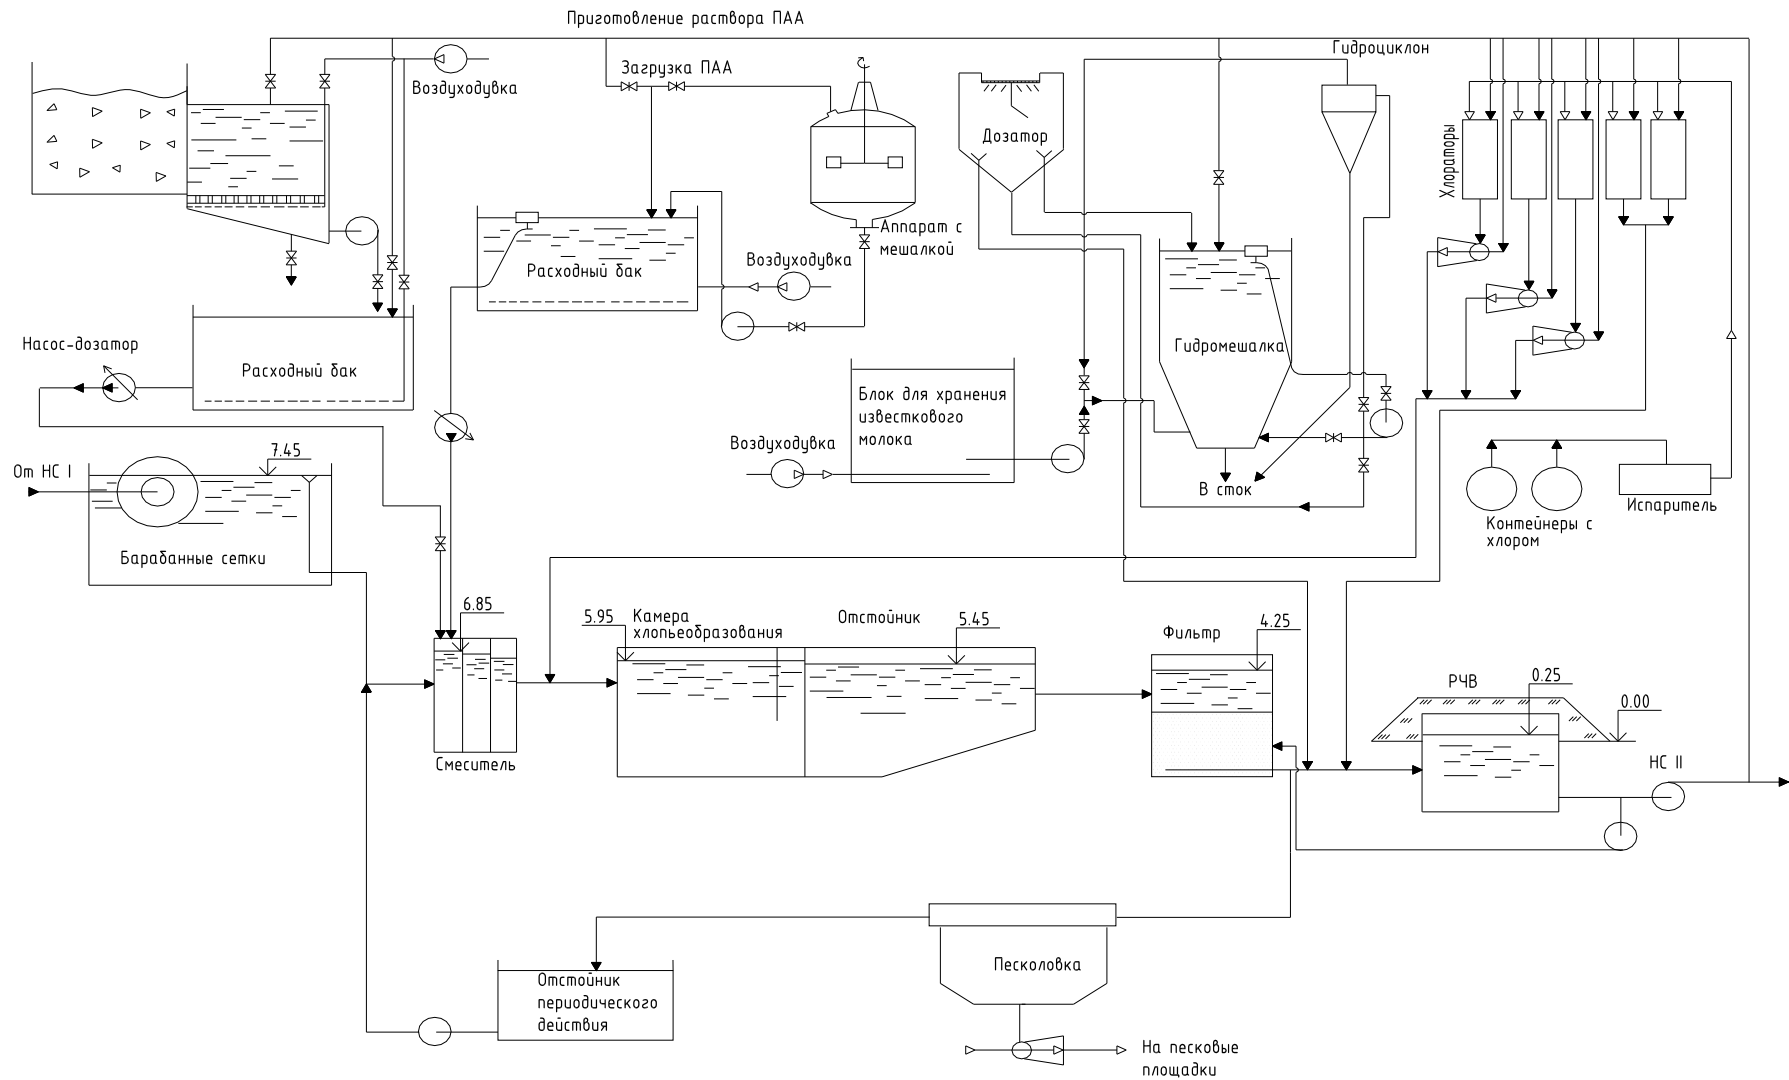 Приготовление раствора ПАА
Гидроциклон
Загрузка ПАА
Воздуходувка
Дозатор
Хлораторы
Аппарат с
мешалкой
Воздуходувка
Расходный бак
Насос-дозатор
Гидромешалка
Расходный бак
Блок для хранения
известкового
молока
Воздуходувка
7.45
От НС I
В сток
Испаритель
Контейнеры с
хлором
Барабанные сетки
6.85
5.95
Камера
хлопьеобразования
Отстойник
5.45
4.25
Фильтр
РЧВ
0.25
0.00
Смеситель
НС II
Песколовка
Отстойник
периодического
действия
На песковые
площадки